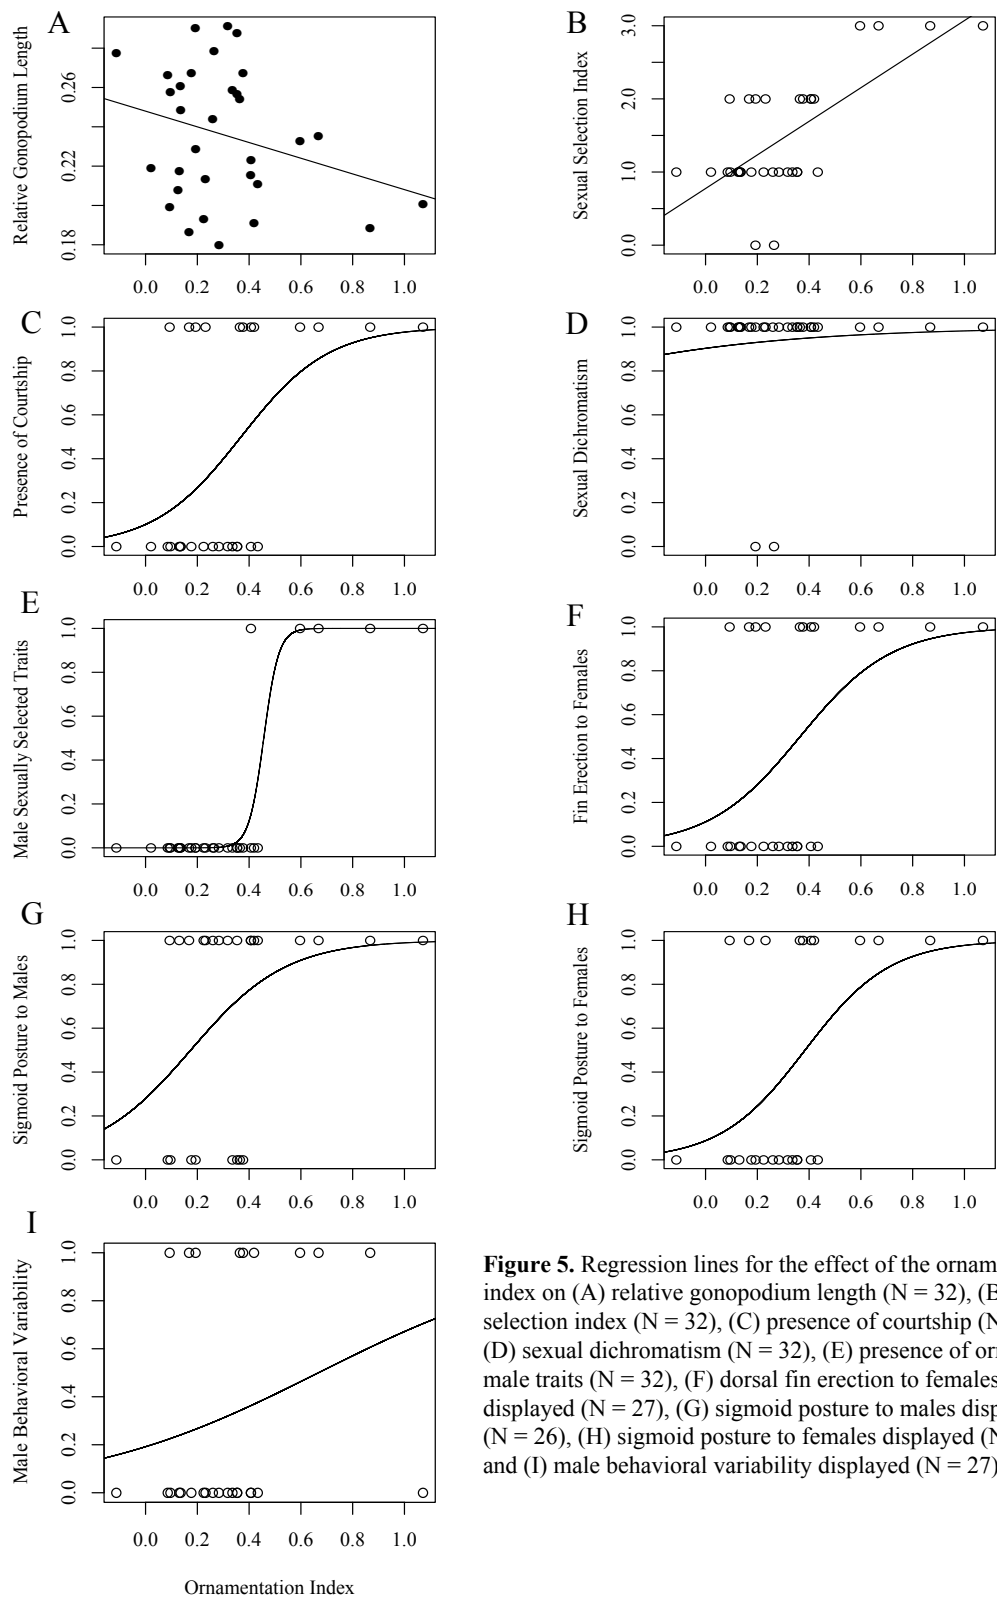 A
Relative Gonopodium Length
0.18 0.22 0.26
0.0 0.2 0.4 0.6 0.8 1.0
B
Sexual Selection Index
0.0 1.0 2.0 3.0
0.0 0.2 0.4 0.6 0.8 1.0
C
Presence of Courtship
0.0 0.2 0.4 0.6 0.8 1.0
0.0 0.2 0.4 0.6 0.8 1.0
D
Sexual Dichromatism
0.0 0.2 0.4 0.6 0.8 1.0
0.0 0.2 0.4 0.6 0.8 1.0
E
Male Sexually Selected Traits
0.0 0.2 0.4 0.6 0.8 1.0
0.0 0.2 0.4 0.6 0.8 1.0
F
Fin Erection to Females
0.0 0.2 0.4 0.6 0.8 1.0
0.0 0.2 0.4 0.6 0.8 1.0
G
Sigmoid Posture to Males
0.0 0.2 0.4 0.6 0.8 1.0
0.0 0.2 0.4 0.6 0.8 1.0
H
Sigmoid Posture to Females
0.0 0.2 0.4 0.6 0.8 1.0
0.0 0.2 0.4 0.6 0.8 1.0
I
Male Behavioral Variability
0.0 0.2 0.4 0.6 0.8 1.0
0.0 0.2 0.4 0.6 0.8 1.0
Ornamentation Index
Figure 5. Regression lines for the effect of the ornam
index on (A) relative gonopodium length (N = 32), (B
selection index (N = 32), (C) presence of courtship (N
(D) sexual dichromatism (N = 32), (E) presence of orn
male traits (N = 32), (F) dorsal fin erection to females
displayed (N = 27), (G) sigmoid posture to males disp
(N = 26), (H) sigmoid posture to females displayed (N
and (I) male behavioral variability displayed (N = 27)